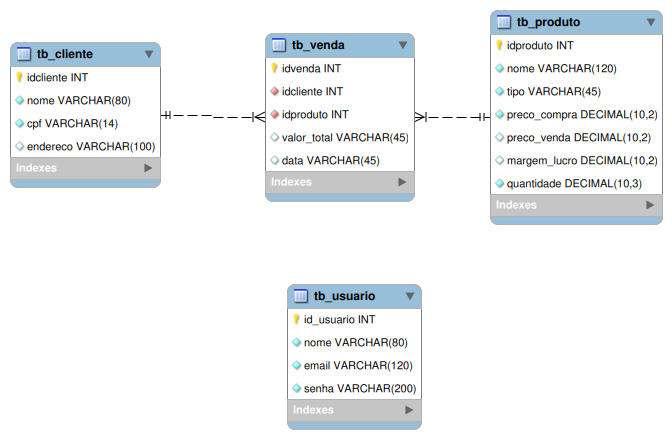 tb_cliente
idcliente INT
nome VARCHAR(80)
cpf VARCHAR(14)
endereco VARCHAR(100)
Indexes
tb_venda
idvenda INT
idcliente INT
idproduto INT
valor_total VARCHAR(45)
data VARCHAR(45)
Indexes
tb_produto
idproduto INT
nome VARCHAR(120)
tipo VARCHAR(45)
preco_compra DECIMAL(10,2)
preco_venda DECIMAL(10,2)
margem_lucro DECIMAL(10,2)
quantidade DECIMAL(10,3)
Indexes
tb_usuario
id_usuario INT
nome VARCHAR(80)
email VARCHAR(120)
senha VARCHAR(200)
Indexes